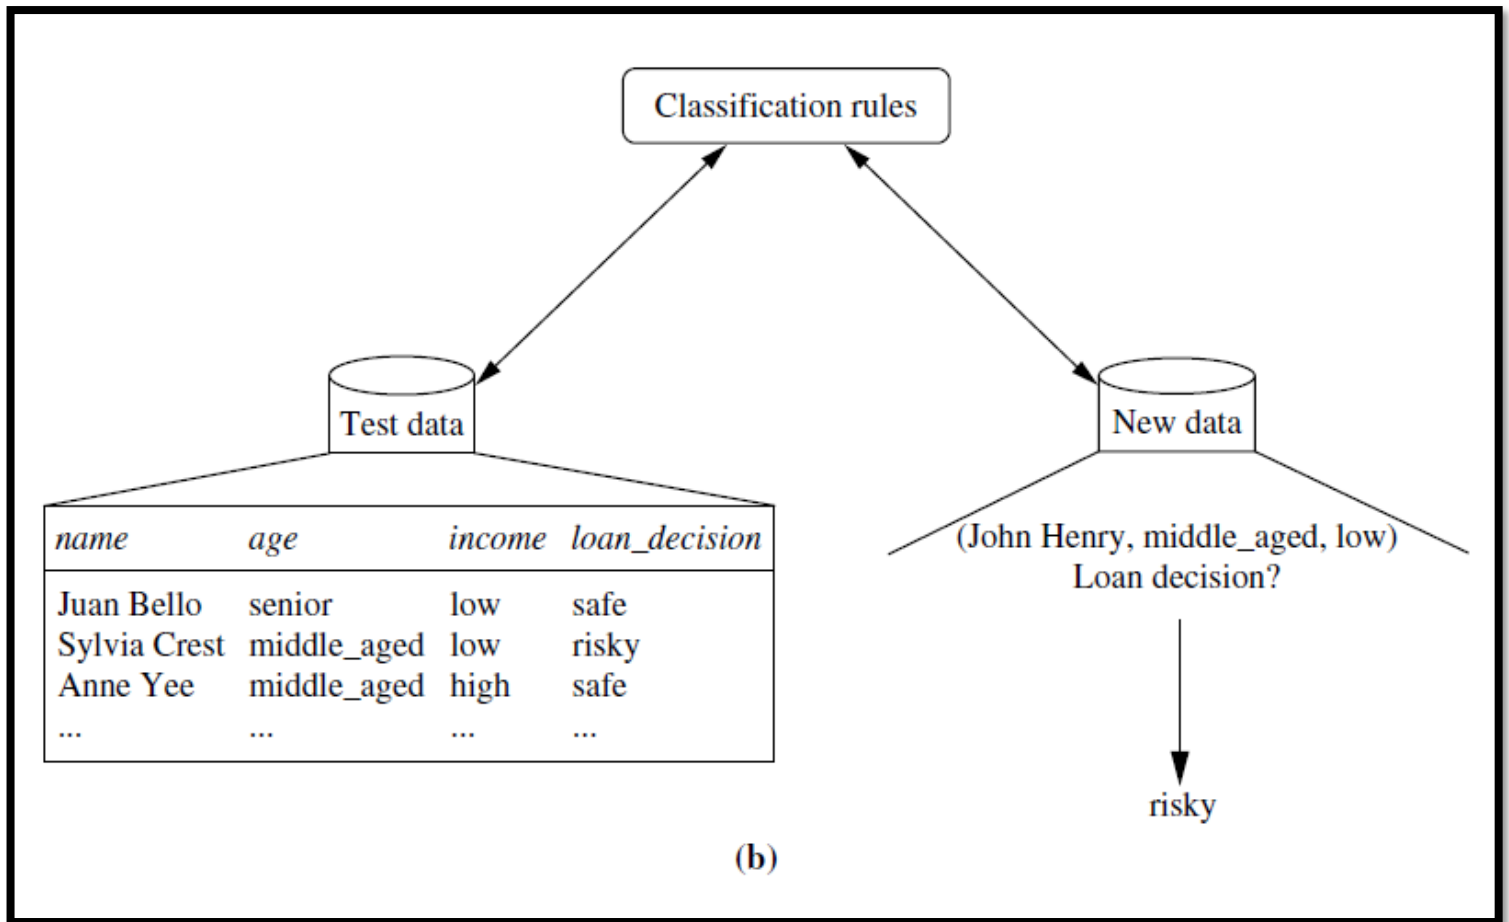 Classification rules
Test data
name age income loan_decision
Juan Bello senior low safe
Sylvia Crest middle_aged low risky
Anne Yee middle_aged high safe
... ... ... ...
New data
(John Henry, middle_aged, low)
Loan decision?
risky
(b)